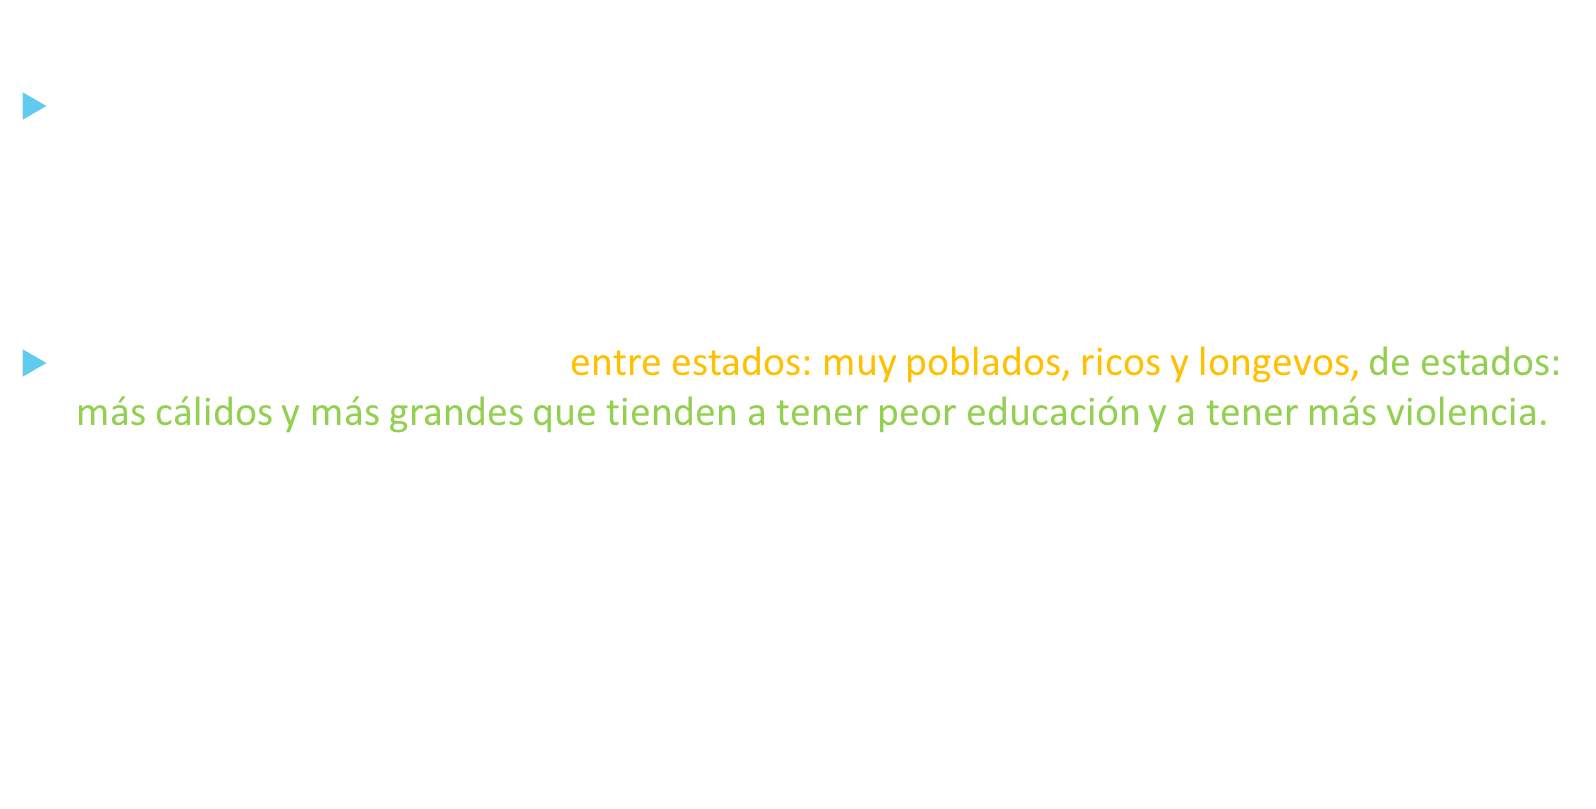 entre estados: muy poblados, ricos y longevos, de estados:
más cálidos y más grandes que tienden a tener peor educación y a tener más violencia.